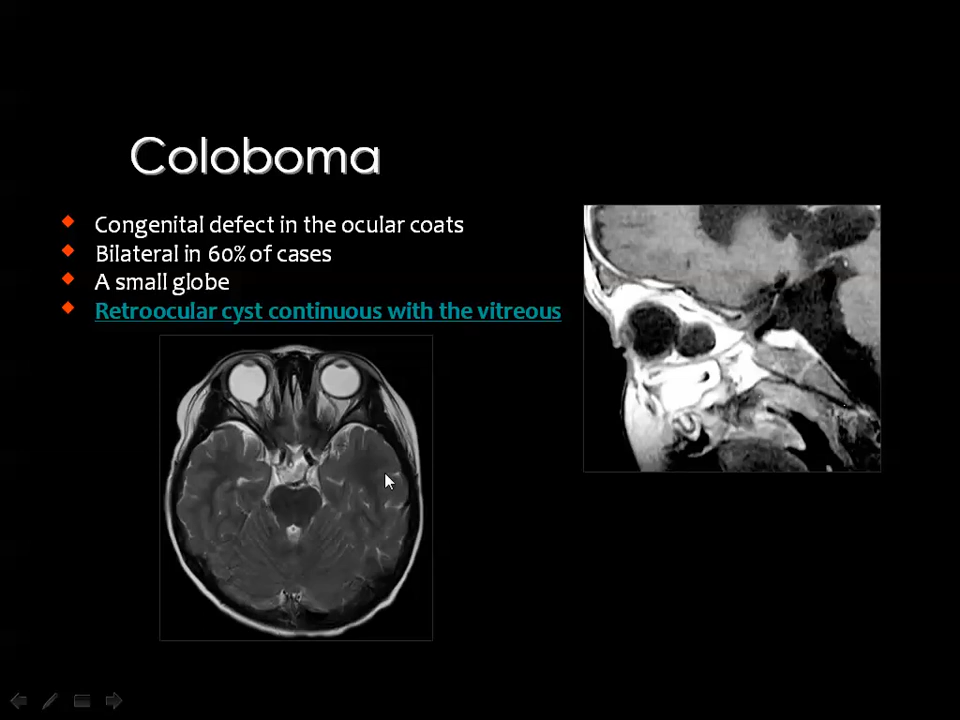 Coloboma
Congenital defect in the ocular coats
Bilateral in 60% of cases
A small globe
Retroocular cyst continuous with the vitreous